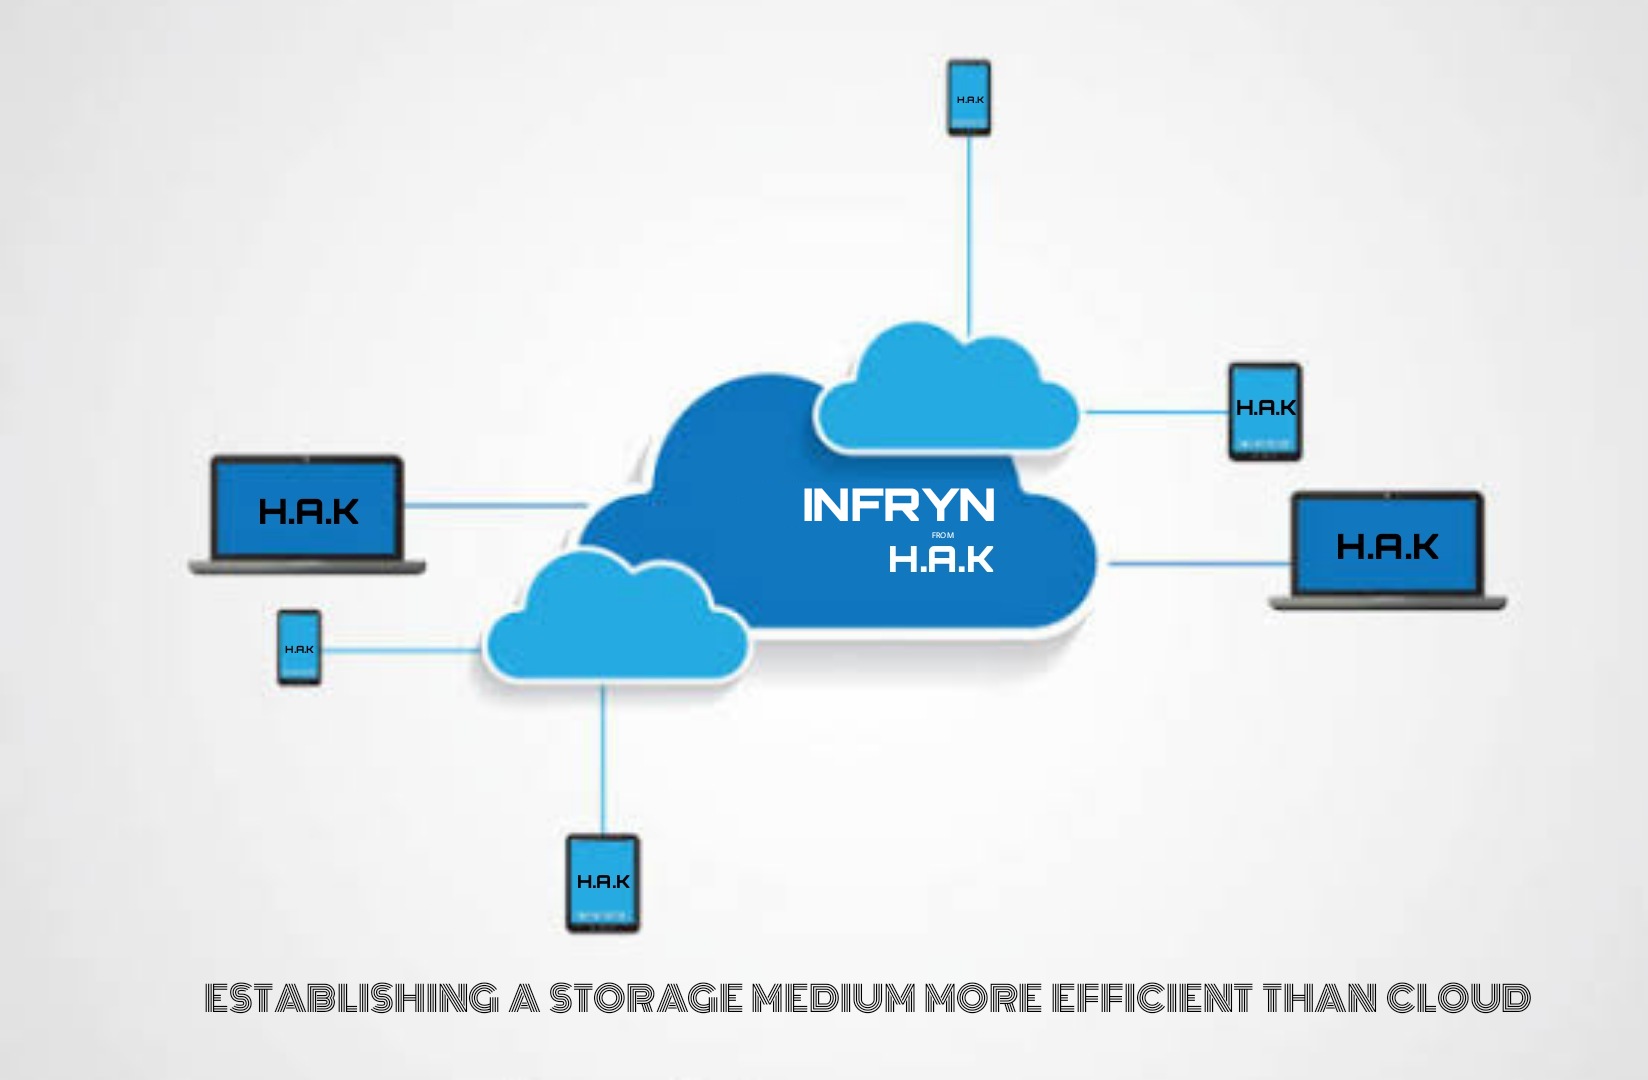 H.A.K
H.A.K
H.A.K
INFRYN
FROM
H.A.K
H.A.K
H.A.K
H.A.K
ESTABLISHING A STORAGE MEDIUM MORE EFFICIENT THAN CLOUD